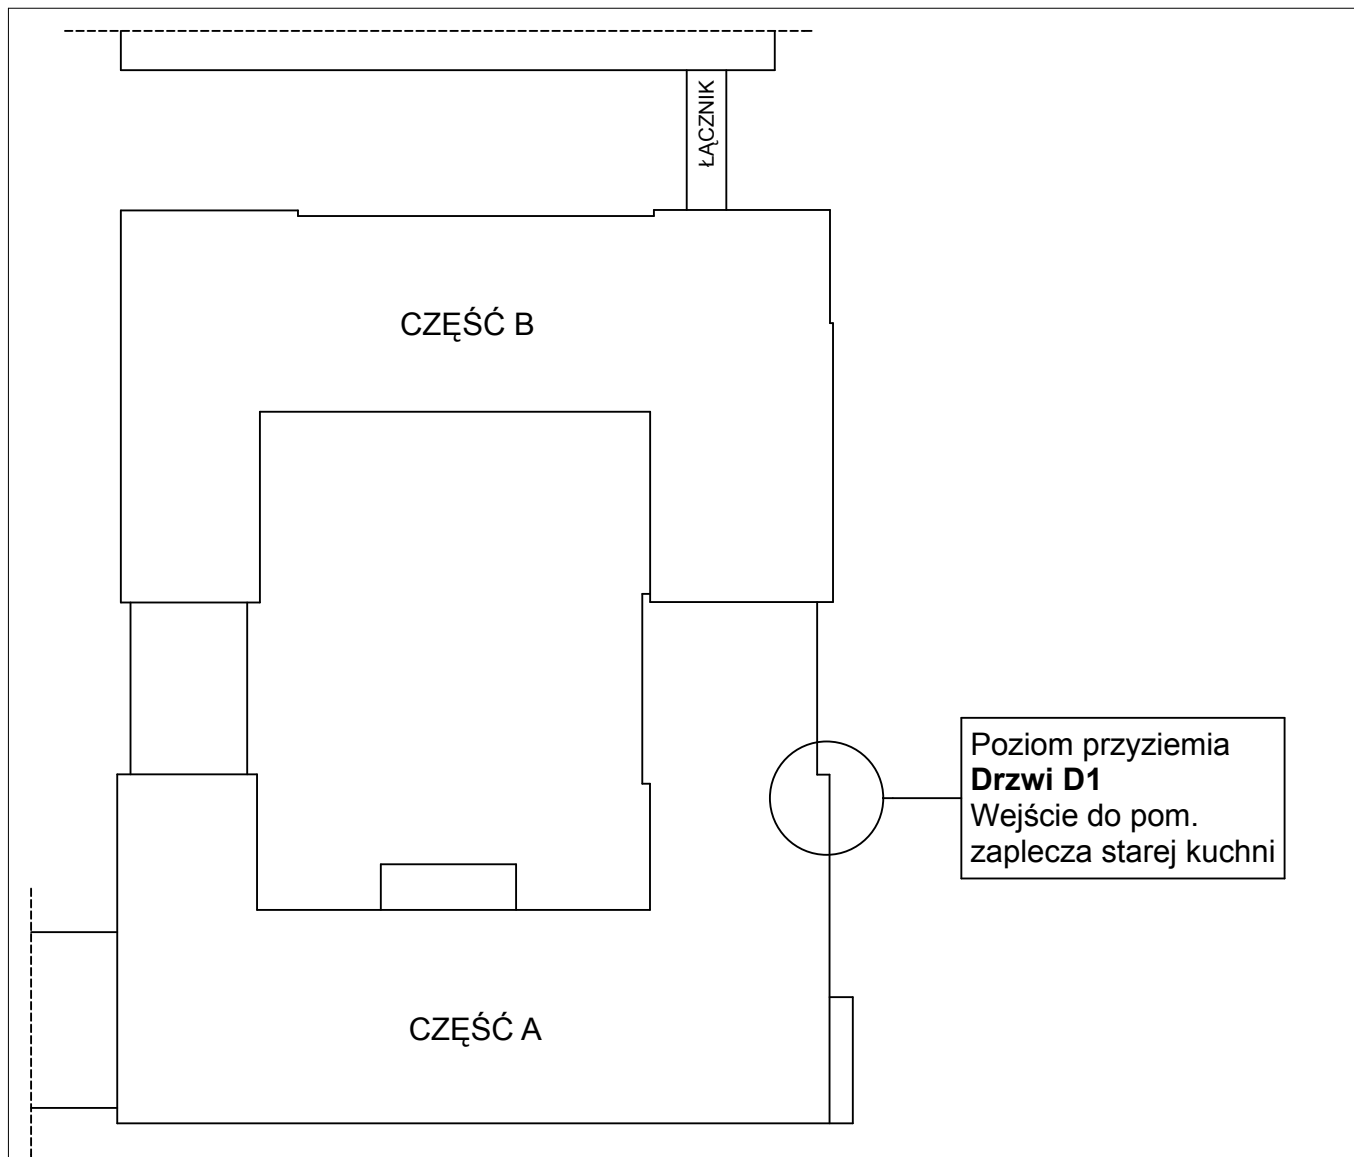 ŁĄCZNIK
CZĘŚĆ B
Poziom przyziemia
Drzwi D1
Wejście do pom.
zaplecza starej kuchni
CZĘŚĆ A